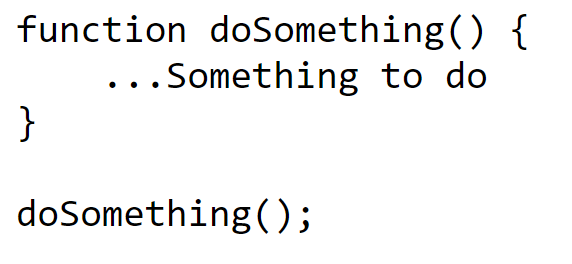 function doSomething() {
    ...Something to do
}

doSomething();